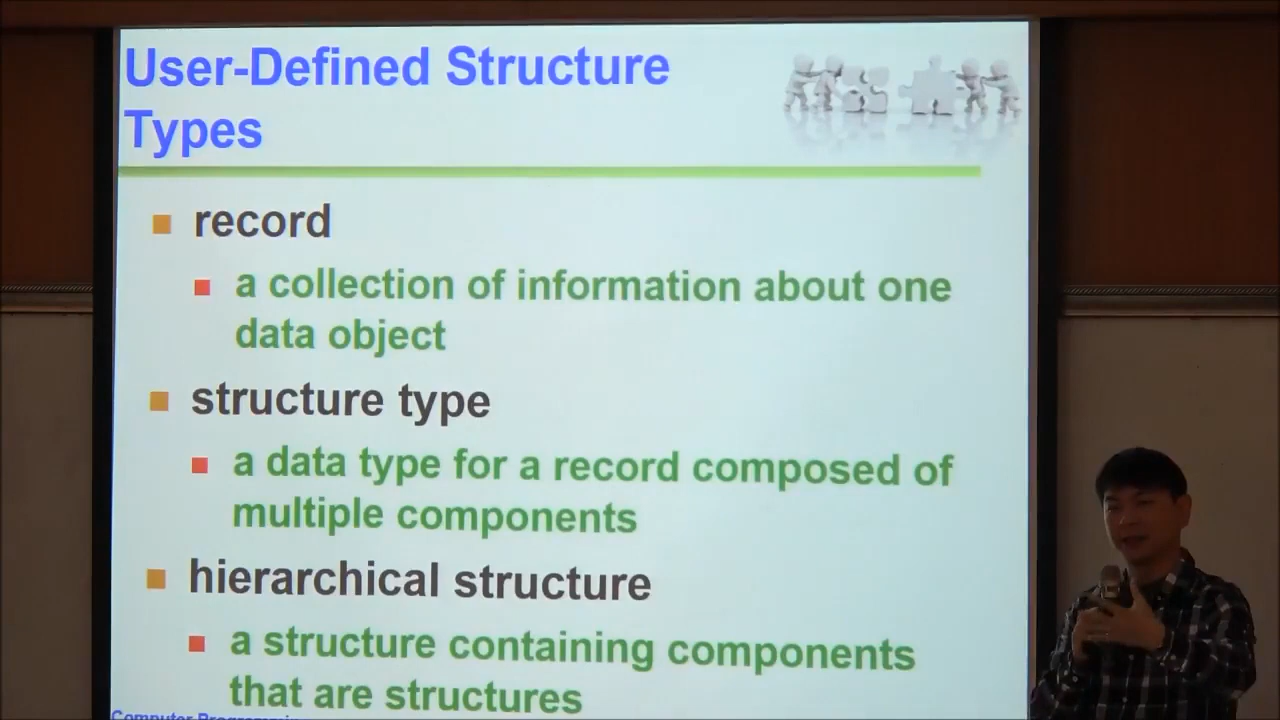 User-Defined Structure
Types
record
a collection of information about one
data object
structure type
a data type for a record composed of
multiple components
hierarchical structure
a structure containing components
that are structures
Computer